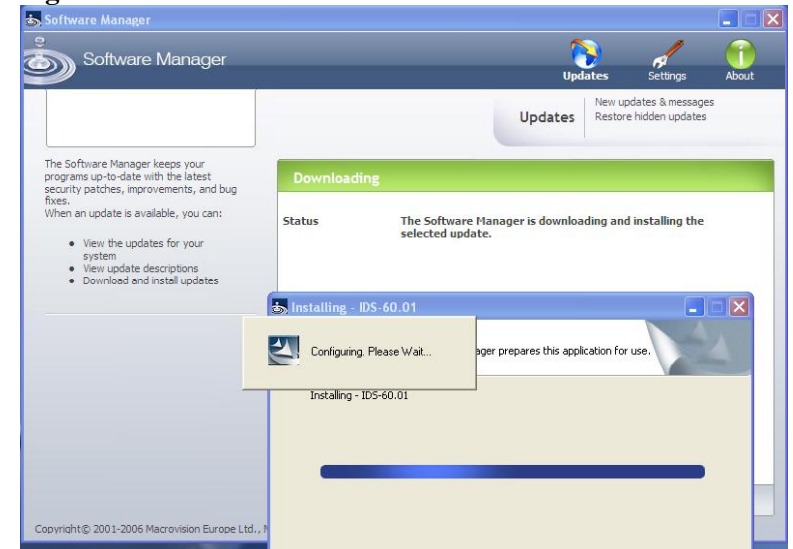 Software Manager
Software Manager
Updates
Settings
About
Updates
New updates & messages
Restore hidden updates
The Software Manager keeps your
programs up-to-date with the latest
security patches, improvements, and bug
fixes.
When an update is available, you can:
• View the updates for your
system
• View update descriptions
• Download and install updates
Downloading
Status
The Software Manager is downloading and installing the
selected update.
Installing - IDS-60.01
Configuring. Please Wait...
ager prepares this application for use.
Installing - IDS-60.01
Copyright© 2001-2006 Macrovision Europe Ltd.,